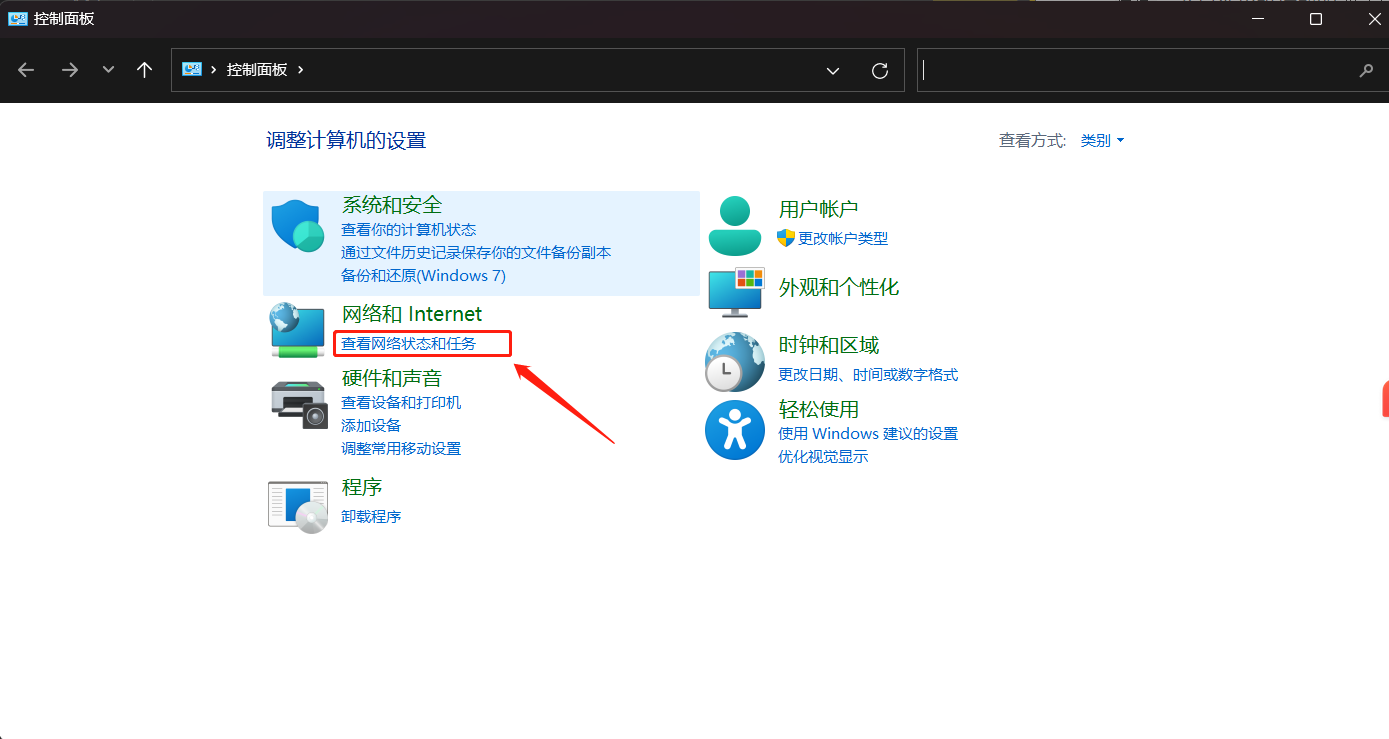 控制面板
控制面板
调整计算机的设置
查看方式: 类别
系统和安全
查看你的计算机状态
通过文件历史记录保存你的文件备份副本
备份和还原(Windows 7)
网络和 Internet
查看网络状态和任务
硬件和声音
查看设备和打印机
添加设备
调整常用移动设置
程序
卸载程序
用户帐户
更改帐户类型
外观和个性化
时钟和区域
更改日期、时间或数字格式
轻松使用
使用 Windows 建议的设置
优化视觉显示